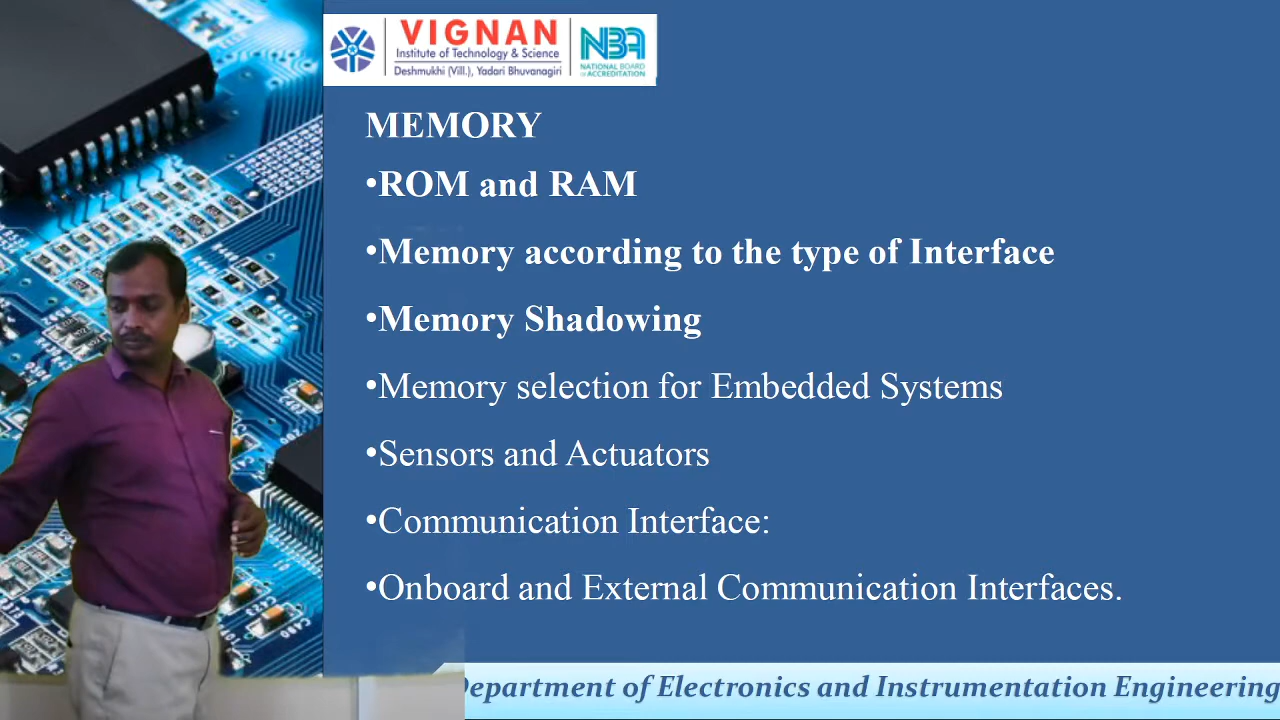 VIGNAN
Institute of Technology & Science
Deshmukhi (Vill.), Yadari Bhuvanagiri
NBA
NATIONAL BOARD
OF ACCREDITATION
MEMORY
•ROM and RAM
•Memory according to the type of Interface
•Memory Shadowing
•Memory selection for Embedded Systems
•Sensors and Actuators
•Communication Interface:
•Onboard and External Communication Interfaces.
Department of Electronics and Instrumentation Engineering